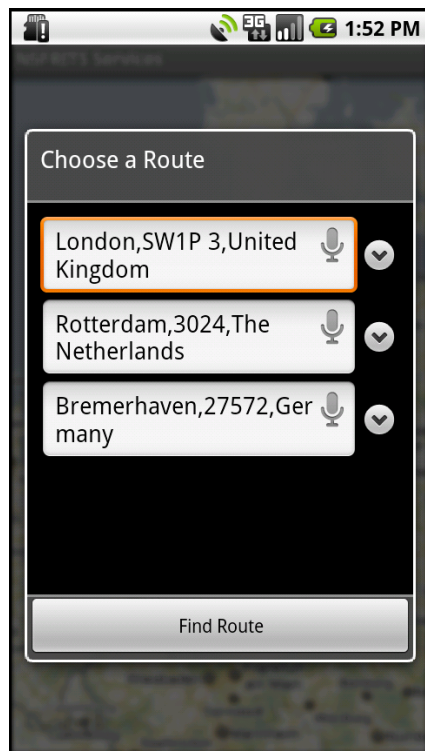 3G
1:52 PM
Choose a Route
London,SW1P 3,United
Kingdom
Rotterdam,3024,The
Netherlands
Bremerhaven,27572,Ger
many
Find Route